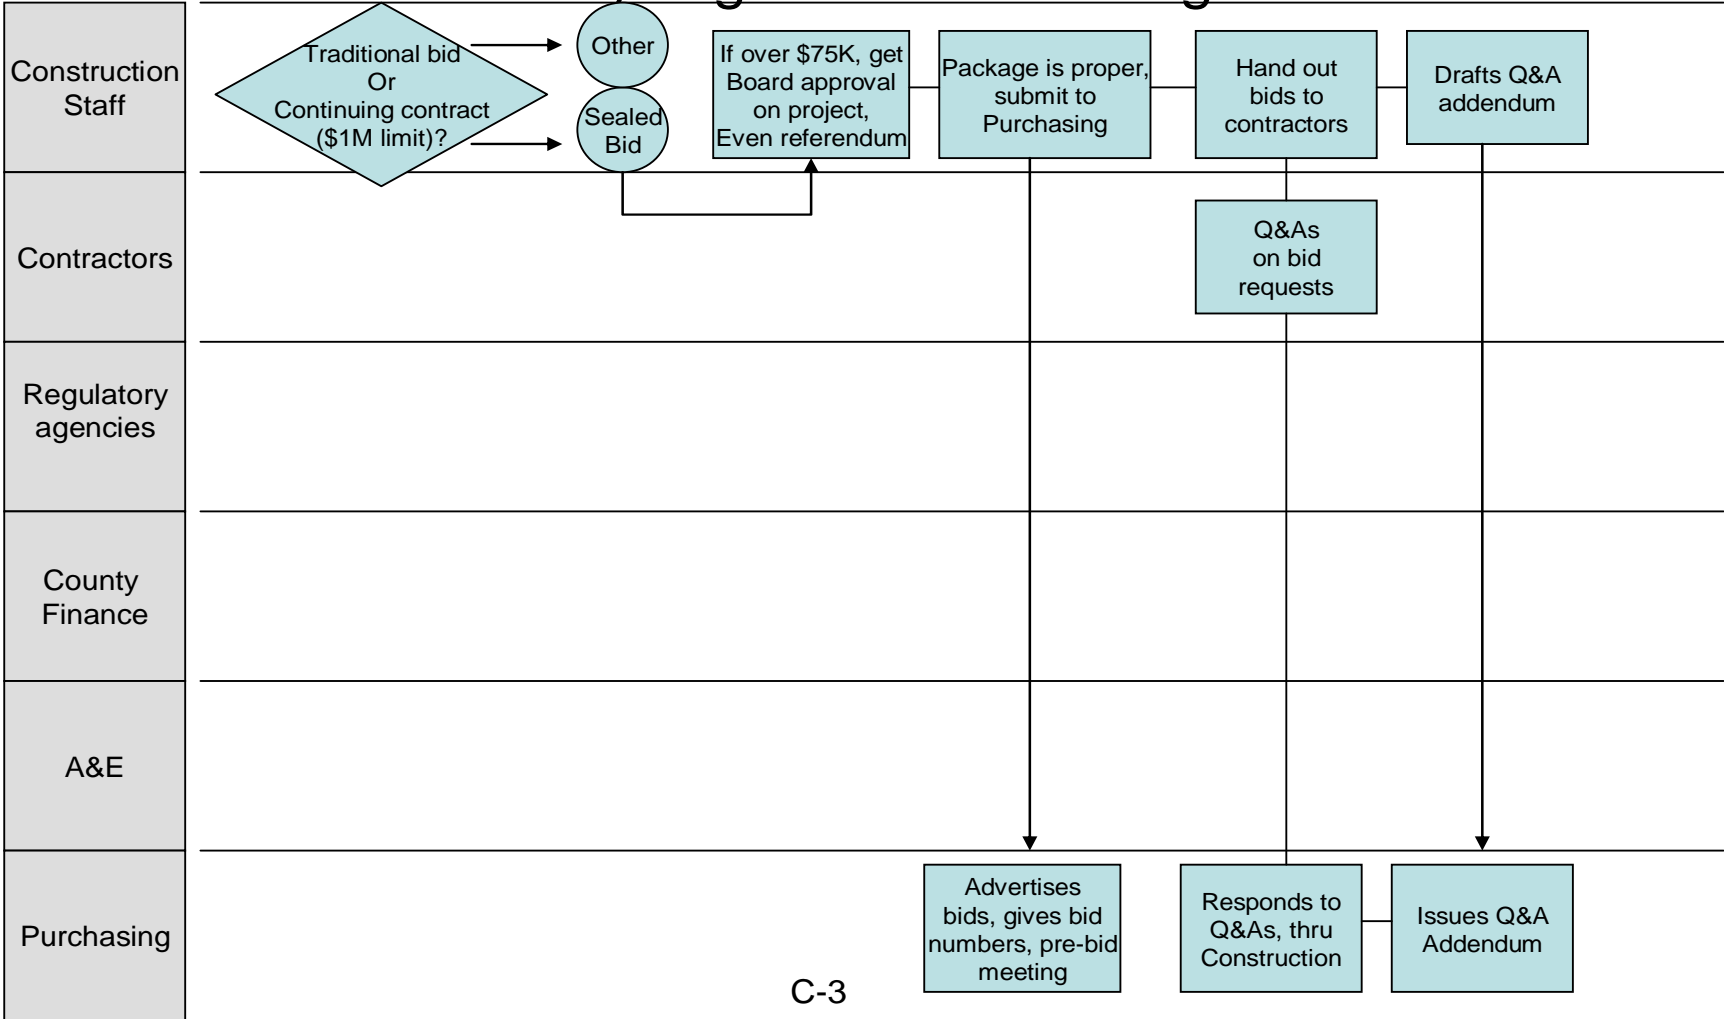 Construction
Staff
Traditional bid
Or
Continuing contract
($1M limit)?
Other
Sealed
Bid
If over $75K, get
Board approval
on project,
Even referendum
Package is proper,
submit to
Purchasing
Hand out
bids to
contractors
Drafts Q&A
addendum
Contractors
Q&As
on bid
requests
Regulatory
agencies
County
Finance
A&E
Purchasing
Advertises
bids, gives bid
numbers, pre-bid
meeting
Responds to
Q&As, thru
Construction
Issues Q&A
Addendum
C-3